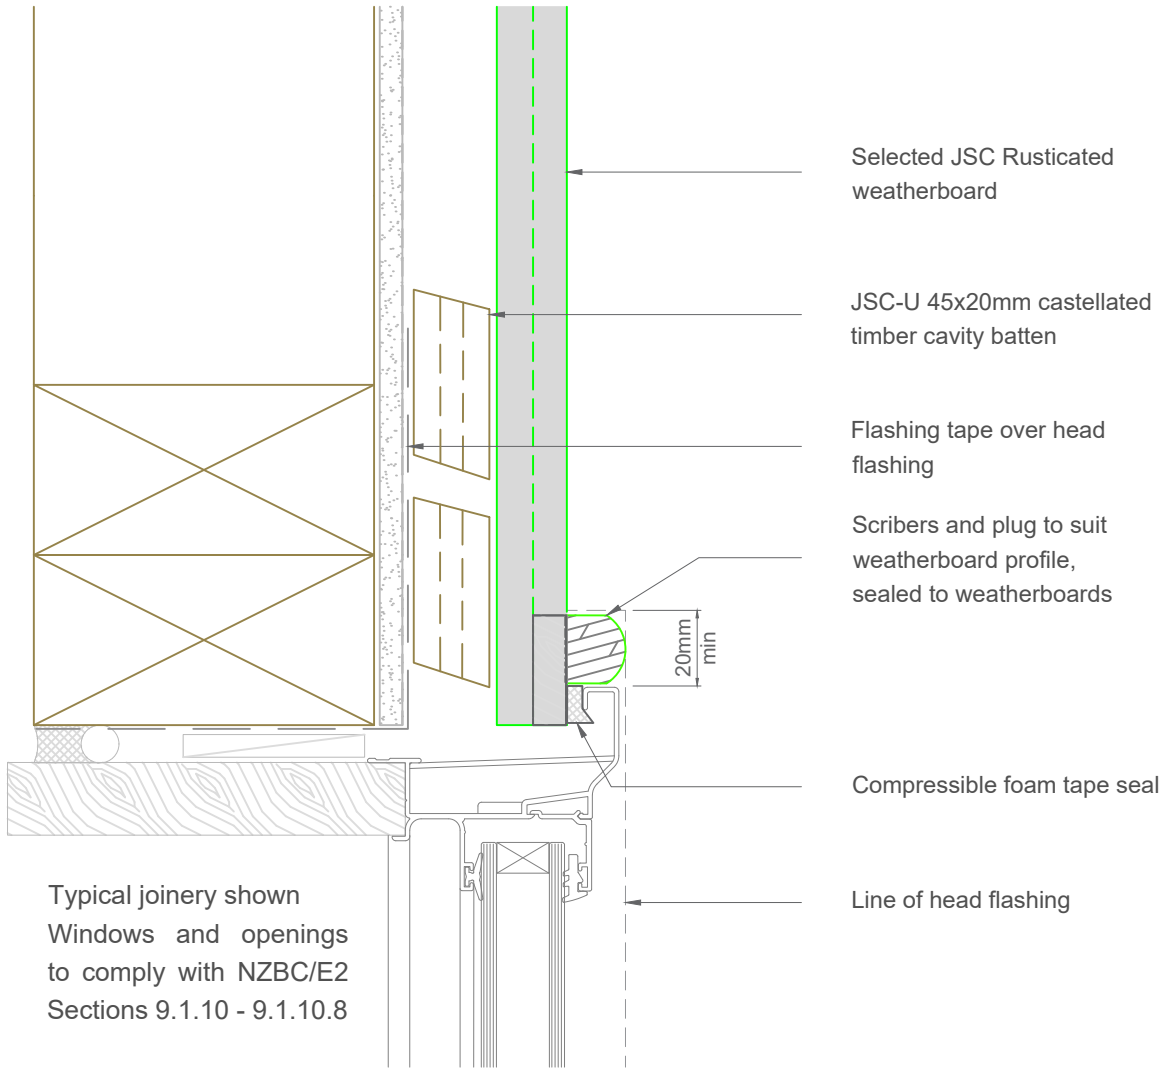 Selected JSC Rusticated
weatherboard
JSC-U 45x20mm castellated
timber cavity batten
Flashing tape over head
flashing
Scribers and plug to suit
weatherboard profile,
sealed to weatherboards
20mm
min
Compressible foam tape seal
Line of head flashing
Typical joinery shown
Windows and openings
to comply with NZBC/E2
Sections 9.1.10 - 9.1.10.8